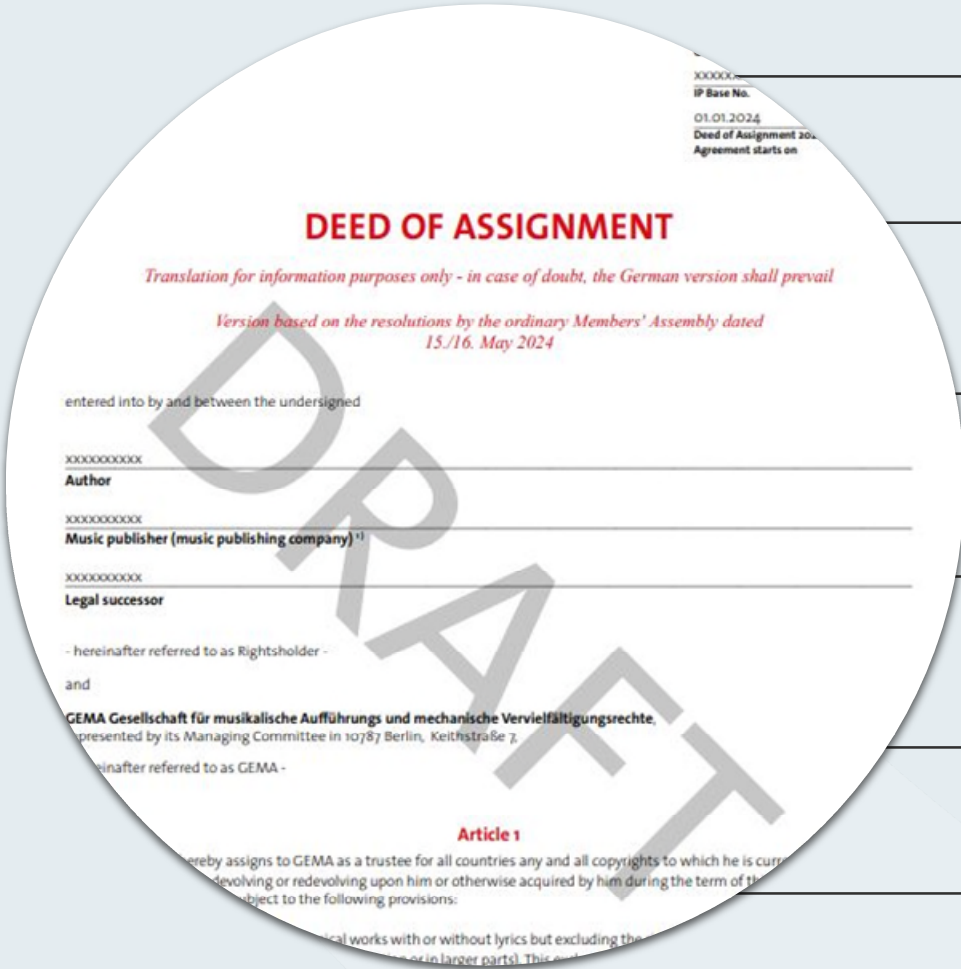 xxxxxx
IP Base No.
01.01.2024
Deed of Assignment
Agreement starts on
DEED OF ASSIGNMENT
Translation for information purposes only - in case of doubt, the German version shall prevail
Version based on the resolutions by the ordinary Members' Assembly dated
15./16. May 2024
entered into by and between the undersigned
xxxxxxxxxx
Author
xxxxxxxxxx
Music publisher (music publishing company) ¹⁾
xxxxxxxxxx
Legal successor
- hereinafter referred to as Rightsholder -
and
GEMA Gesellschaft für musikalische Aufführungs und mechanische Vervielfältigungsrechte,
by its Managing Committee in 10787 Berlin, Keithstraße 7,
referred to as GEMA -
DRAFT
Article 1
assigns to GEMA as a trustee for all countries any and all copyrights to which he is
devolving or redevolving upon him or otherwise acquired by him during the term of
to the following provisions:
works with or without lyrics but excluding the
or in larger parts). This